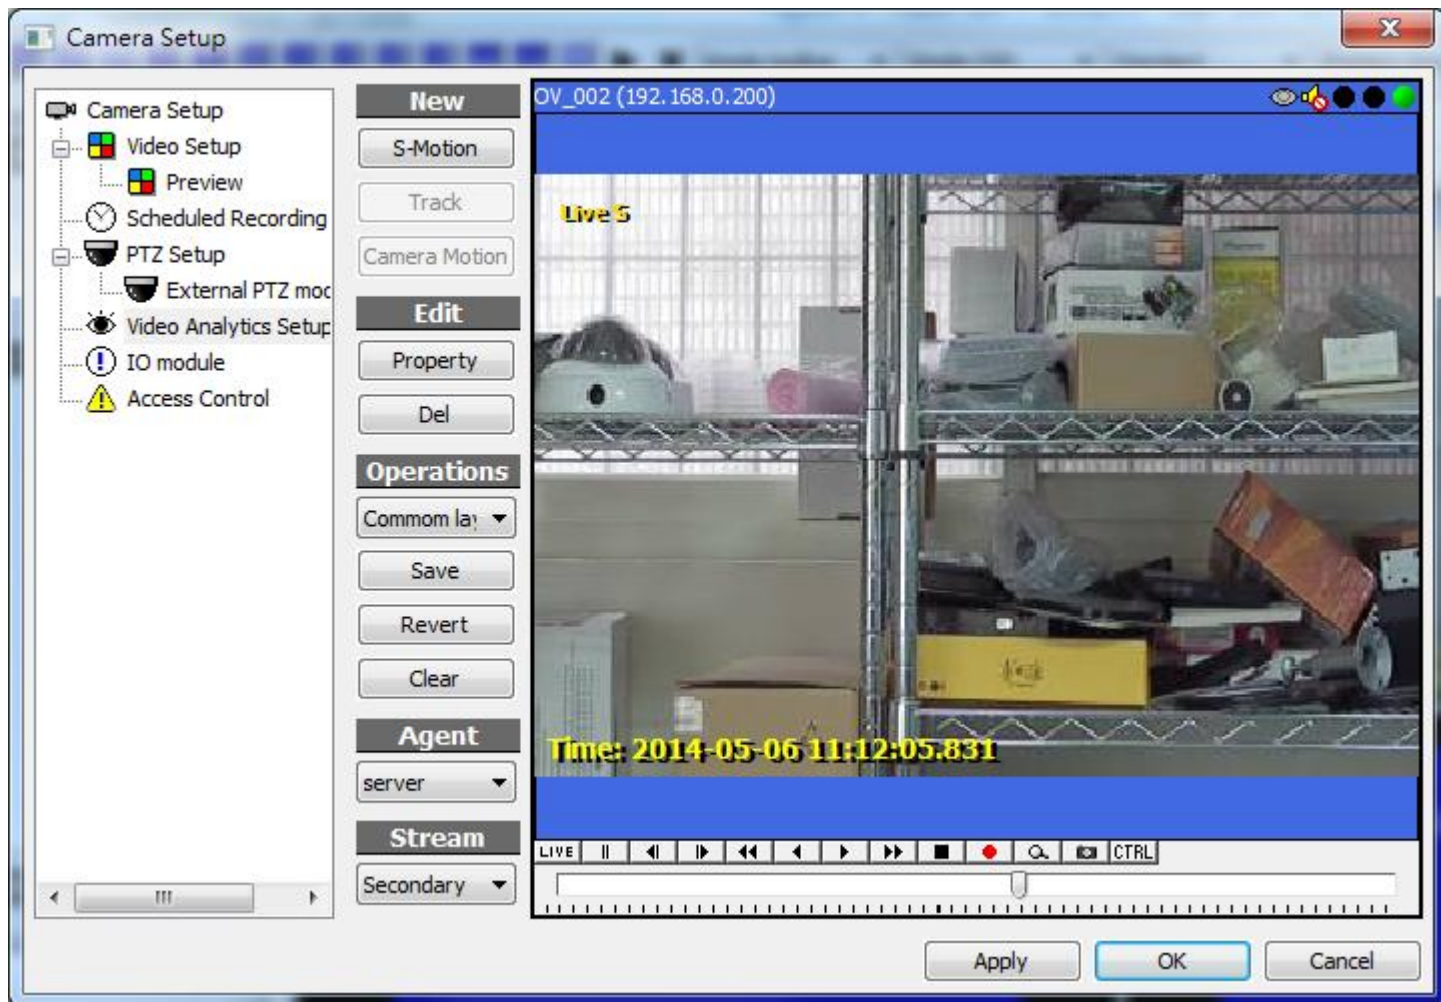 Camera Setup
Camera Setup
Video Setup
Preview
Scheduled Recording
PTZ Setup
External PTZ moc
Video Analytics Setup
IO module
Access Control
New
S-Motion
Track
Camera Motion
Edit
Property
Del
Operations
Commom lay
Save
Revert
Clear
Agent
server
Stream
Secondary
OV_002 (192.168.0.200)
Live S
Time: 2014-05-06 11:12:05.831
LIVE
CTRL
Apply
OK
Cancel